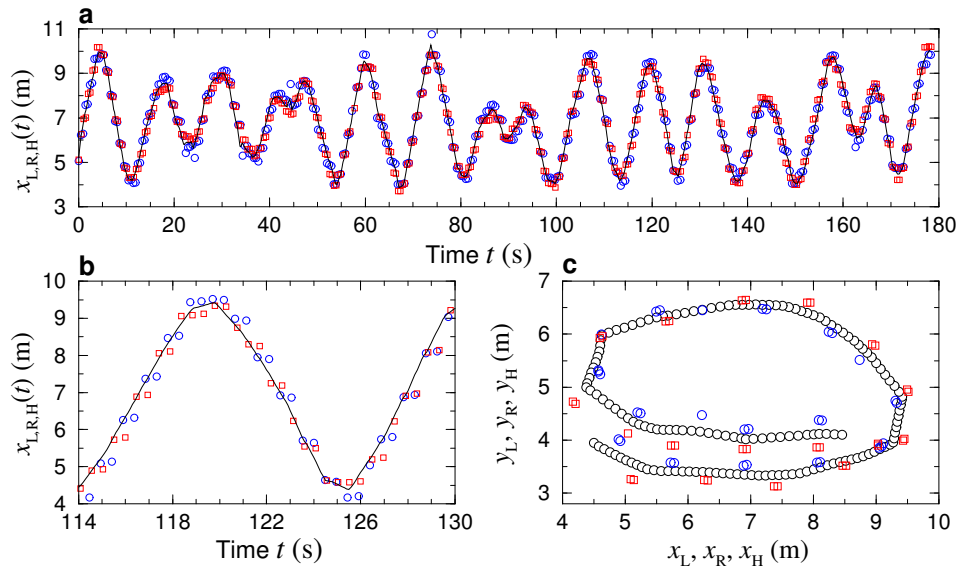 a
11
9
7
5
3
x_L,R,H(t) (m)
0 20 40 60 80 100 120 140 160 180
Time t (s)
b
10
9
8
7
6
5
4
x_L,R,H(t) (m)
114 118 122 126 130
Time t (s)
c
7
6
5
4
3
y_L, y_R, y_H (m)
4 5 6 7 8 9 10
x_L, x_R, x_H (m)